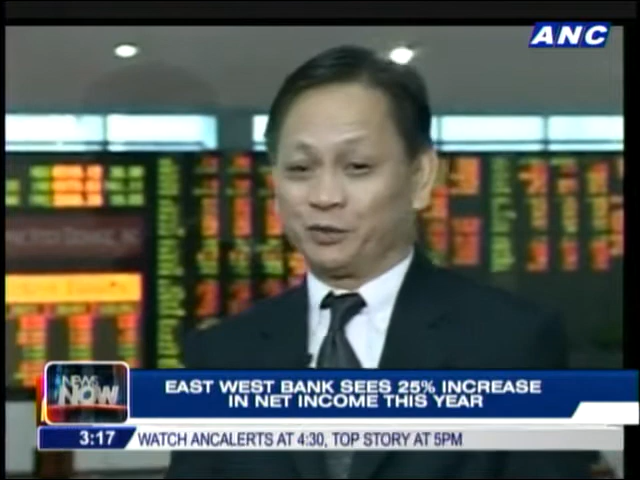 ANC
NEWS
NOW
EAST WEST BANK SEES 25% INCREASE
IN NET INCOME THIS YEAR
3:17
WATCH ANCALERTS AT 4:30, TOP STORY AT 5PM